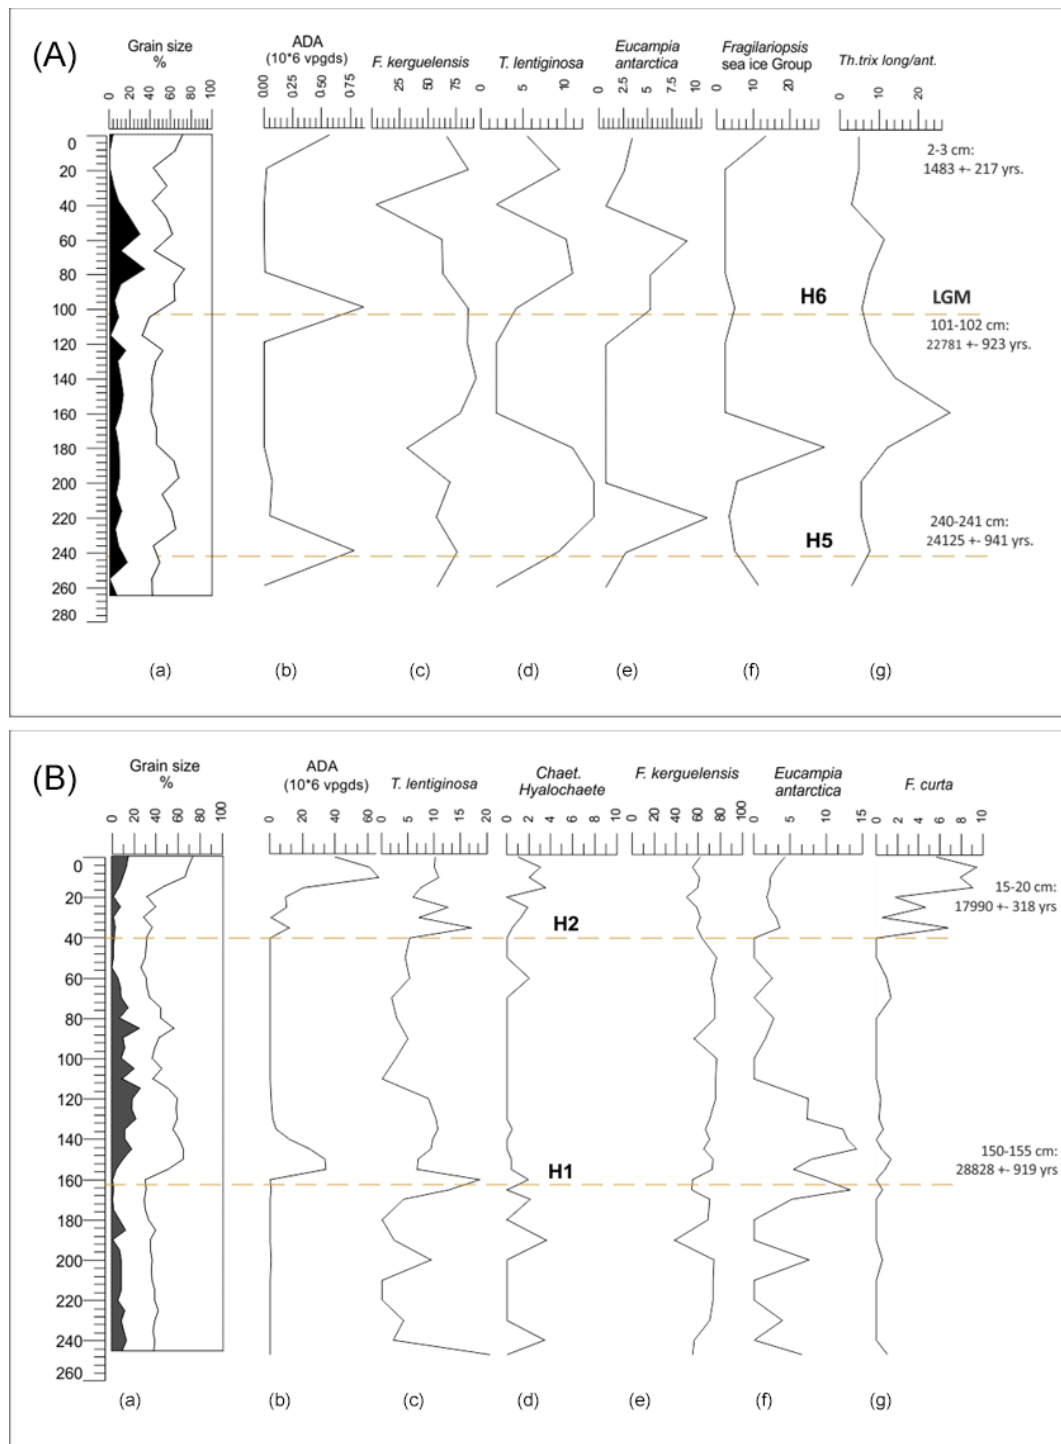 (A)
Grain size
%
ADA
(10*6 vpgds)
F. kerguelensis
T. lentiginosa
Eucampia
antarctica
Fragilariopsis
sea ice Group
Th.trix long/ant.
0 20 40 60 80 100
0.00 0.25 0.50 0.75
25 50 75
0 5 10
0 2.5 5 7.5 10
0 10 20
0 10 20
0
20
40
60
80
100
120
140
160
180
200
220
240
260
280
2-3 cm:
1483 +- 217 yrs.
H6
LGM
101-102 cm:
22781 +- 923 yrs.
240-241 cm:
24125 +- 941 yrs.
H5
(a) (b) (c) (d) (e) (f) (g)
(B)
Grain size
%
ADA
(10*6 vpgds)
T. lentiginosa
Chaet.
Hyalochaete
F. kerguelensis
Eucampia
antarctica
F. curta
0 20 40 60 80 100
0 20 40 60
0 5 10 15 20
0 2 4 6 8 10
0 20 40 60 80 100
0 5 10 15
0 2 4 6 8 10
0
20
40
60
80
100
120
140
160
180
200
220
240
260
15-20 cm:
17990 +- 318 yrs
H2
150-155 cm:
28828 +- 919 yrs
H1
(a) (b) (c) (d) (e) (f) (g)